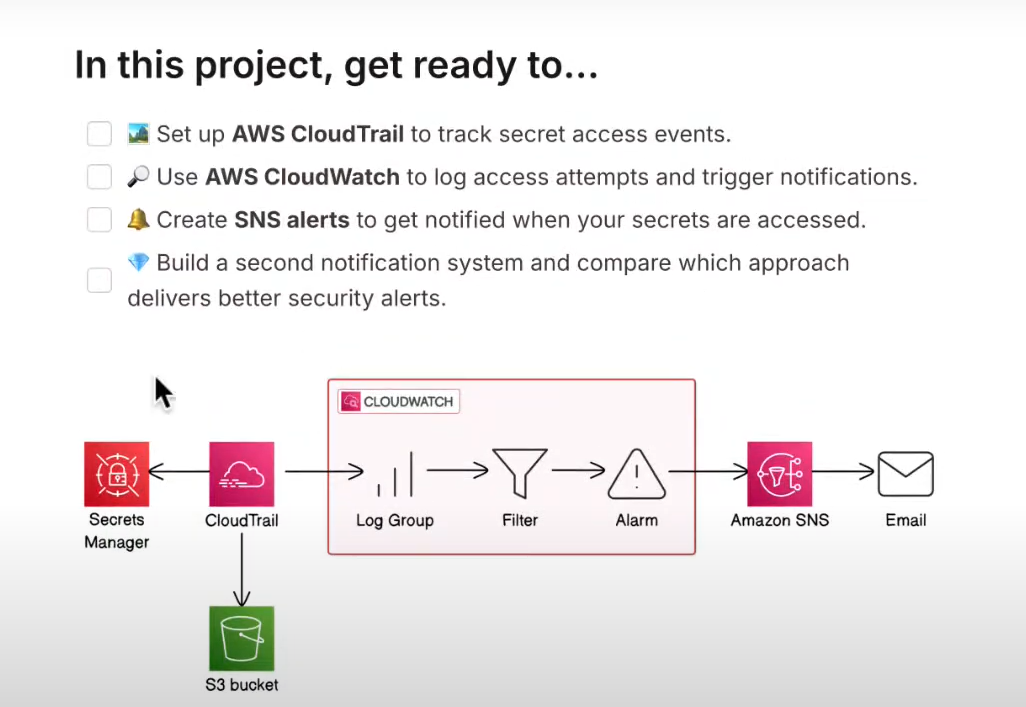 In this project, get ready to...
Set up AWS CloudTrail to track secret access events.
Use AWS CloudWatch to log access attempts and trigger notifications.
Create SNS alerts to get notified when your secrets are accessed.
Build a second notification system and compare which approach
delivers better security alerts.
CLOUDWATCH
Secrets
Manager
CloudTrail
Log Group
Filter
Alarm
Amazon SNS
Email
S3 bucket